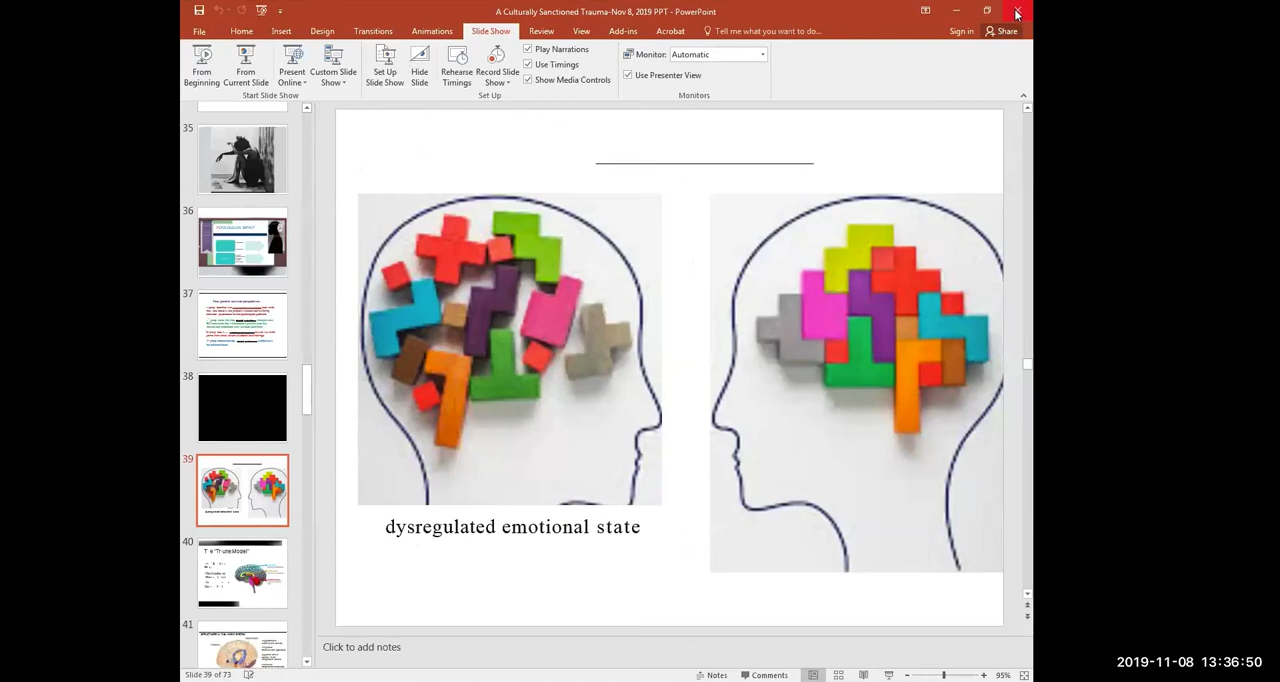 A Culturally Sanctioned Trauma-Nov 8, 2019 PPT - PowerPoint
File Home Insert Design Transitions Animations Slide Show Review View Add-ins Acrobat Tell me what you want to do... Sign in Share
From Beginning
From Current Slide
Present Online
Custom Slide Show
Start Slide Show
Set Up Slide Show
Hide Slide
Rehearse Timings
Record Slide Show
Play Narrations
Use Timings
Show Media Controls
Set Up
Monitor: Automatic
Use Presenter View
Monitors
35
36
37
38
39
40
41
dysregulated emotional state
Click to add notes
Slide 39 of 73
Notes Comments 95%
2019-11-08 13:36:50